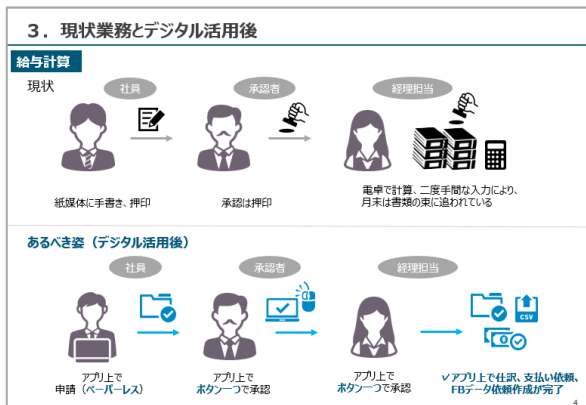 3．現状業務とデジタル活用後
給与計算
現状
社員
承認者
経理担当
紙媒体に手書き、押印
承認は押印
電卓で計算、二度手間な入力により、
月末は書類の束に追われている
あるべき姿（デジタル活用後）
社員
承認者
経理担当
CSV
アプリ上で
申請（ペーパーレス）
アプリ上で
ボタン一つで承認
アプリ上で
ボタン一つで承認
✓アプリ上で仕訳、支払い依頼、
FBデータ依頼作成が完了
4